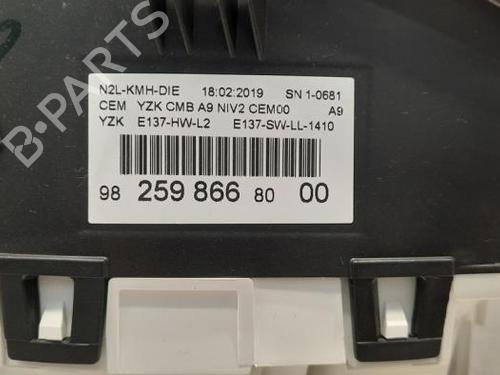 N2L-KMH-DIE 18:02:2019 SN 1-0681
CEM YZK CMB A9 NIV2 CEM00 A9
YZK E137-HW-L2 E137-SW-LL-1410
98 259 866 80 00
B-PARTS